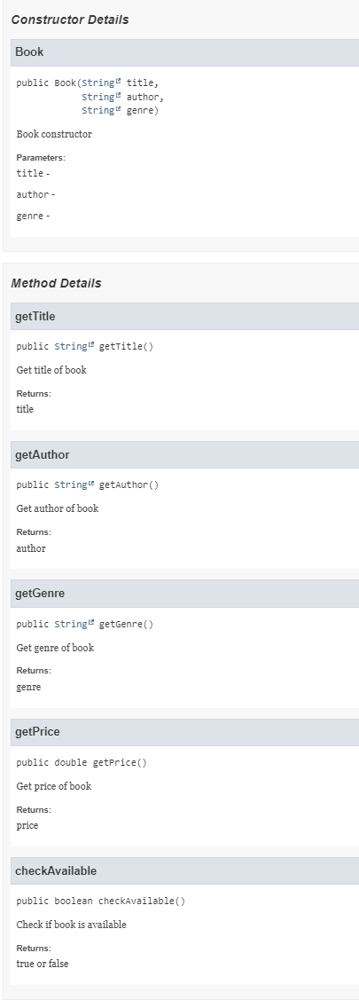 Constructor Details
Book
public Book(String title,
String author,
String genre)
Book constructor
Parameters:
title -
author -
genre -
Method Details
getTitle
public String getTitle()
Get title of book
Returns:
title
getAuthor
public String getAuthor()
Get author of book
Returns:
author
getGenre
public String getGenre()
Get genre of book
Returns:
genre
getPrice
public double getPrice()
Get price of book
Returns:
price
checkAvailable
public boolean checkAvailable()
Check if book is available
Returns:
true or false